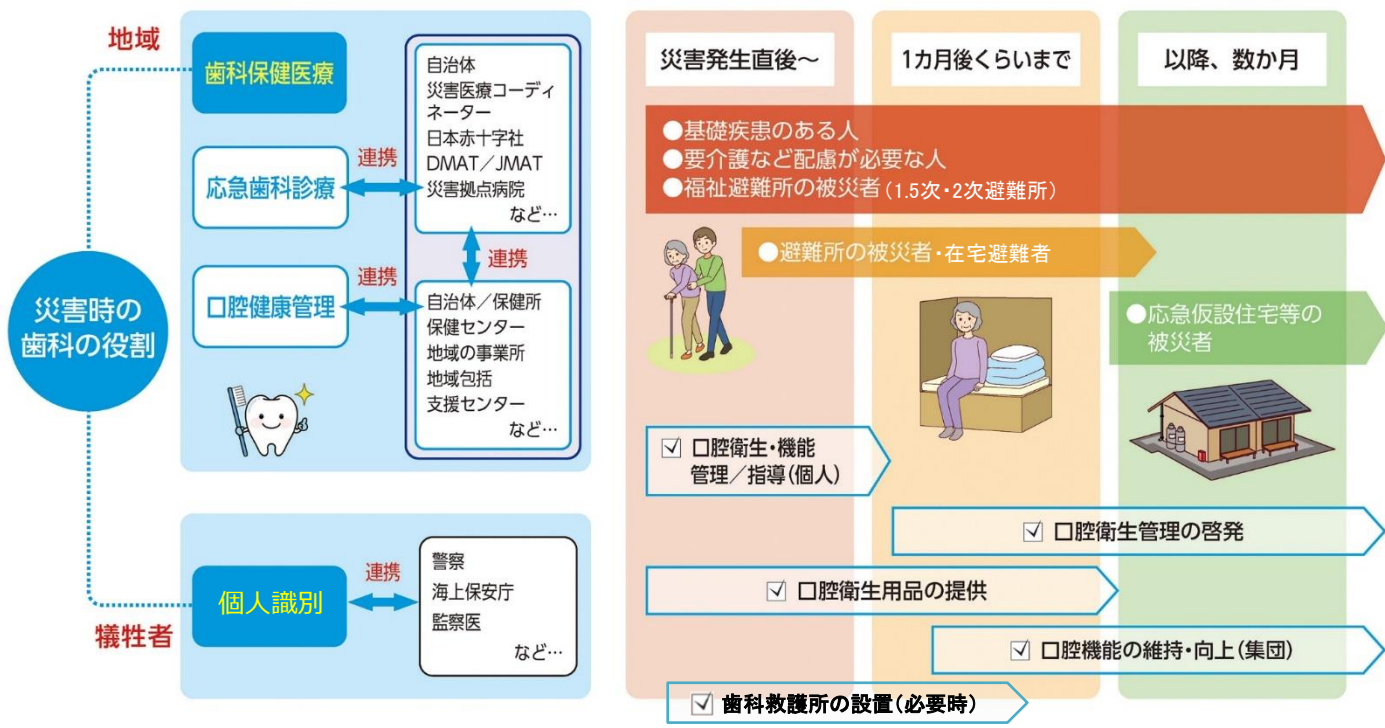 地域
歯科保健医療
自治体
災害医療コーディ
ネーター
日本赤十字社
DMAT／JMAT
災害拠点病院
など…
応急歯科診療
連携
連携
口腔健康管理
連携
自治体／保健所
保健センター
地域の事業所
地域包括
支援センター
など…
災害時の
歯科の役割
個人識別
連携
警察
海上保安庁
監察医
など…
犠牲者
災害発生直後～
1カ月後くらいまで
以降、数か月
●基礎疾患のある人
●要介護など配慮が必要な人
●福祉避難所の被災者（1.5次・2次避難所）
●避難所の被災者・在宅避難者
●応急仮設住宅等の
被災者
☑ 口腔衛生・機能
管理／指導（個人）
☑ 口腔衛生管理の啓発
☑ 口腔衛生用品の提供
☑ 口腔機能の維持・向上（集団）
☑ 歯科救護所の設置（必要時）